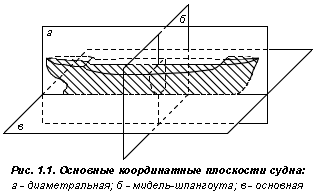 б
а
в
Рис. 1.1. Основные координатные плоскости судна:
а - диаметральная; б - мидель-шпангоута; в - основная